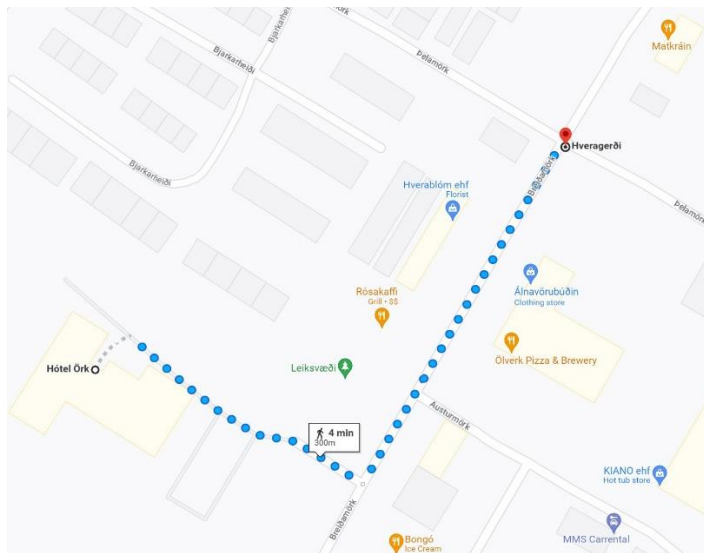 Matkráin
Bjarkarheiði
Þelamörk
Bjarkarheiði
Hveragerði
Breiðamörk
Bjarkarheiði
Hverablóm ehf
Florist
Þelamörk
Álnavörubúðin
Clothing store
Rósakaffi
Grill • $$
Ölverk Pizza & Brewery
Hótel Örk
Leiksvæði
Austurmörk
4 min
300m
KIANO ehf
Hot tub store
Breiðamörk
MMS Carrental
Bongó
Ice Cream